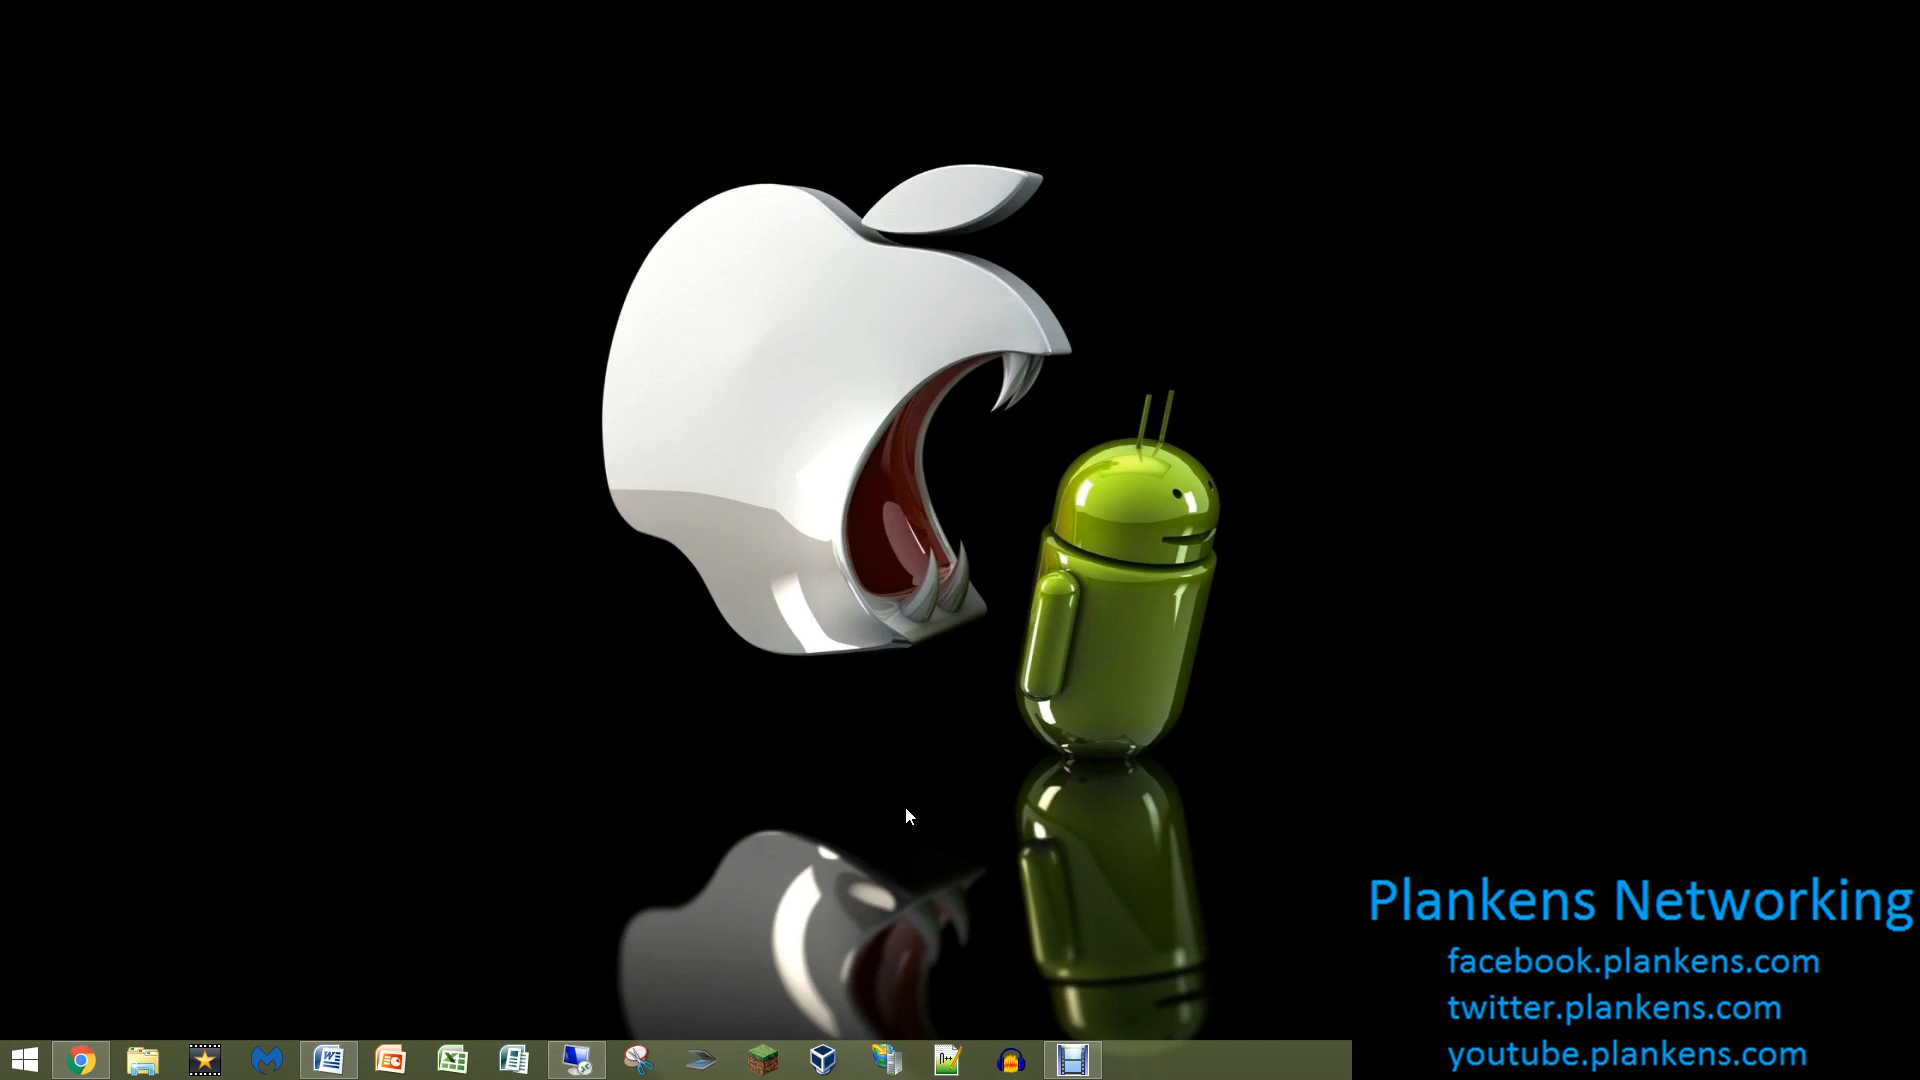 Plankens Networking
facebook.plankens.com
twitter.plankens.com
youtube.plankens.com